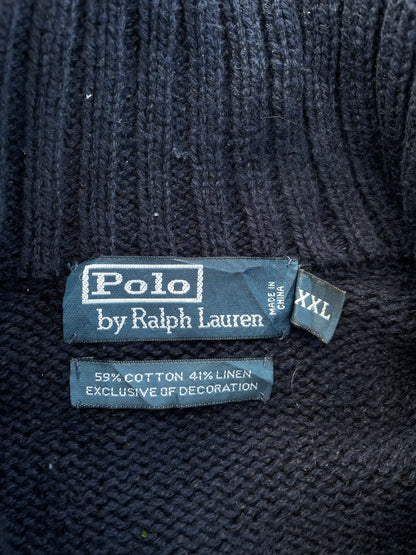 Polo
by Ralph Lauren
MADE IN
CHINA
XXL
59% COTTON 41% LINEN
EXCLUSIVE OF DECORATION